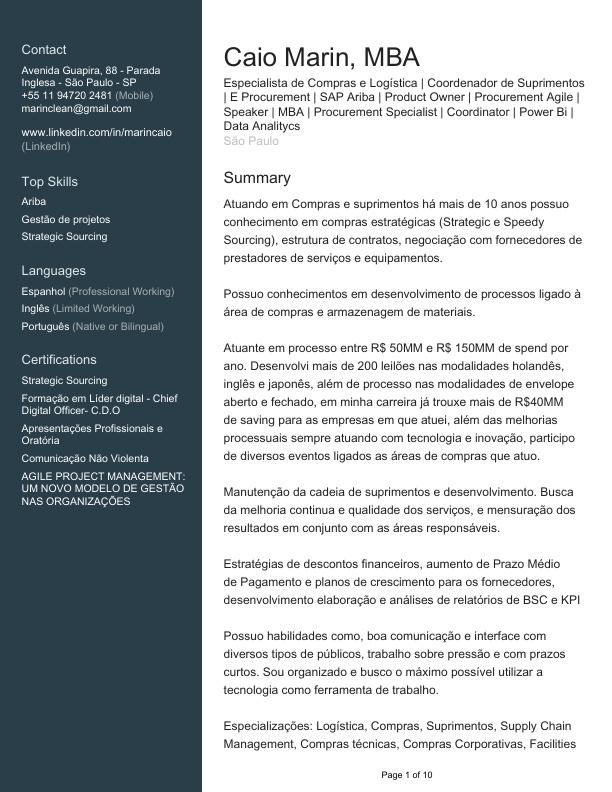 Contact
Avenida Guapira, 88 - Parada
Inglesa - São Paulo - SP
+55 11 94720 2481 (Mobile)
marinclean@gmail.com
www.linkedin.com/in/marincaio
(LinkedIn)
Top Skills
Ariba
Gestão de projetos
Strategic Sourcing
Languages
Espanhol (Professional Working)
Inglês (Limited Working)
Português (Native or Bilingual)
Certifications
Strategic Sourcing
Formação em Líder digital - Chief
Digital Officer- C.D.O
Apresentações Profissionais e
Oratória
Comunicação Não Violenta
AGILE PROJECT MANAGEMENT:
UM NOVO MODELO DE GESTÃO
NAS ORGANIZAÇÕES
Caio Marin, MBA
Especialista de Compras e Logística | Coordenador de Suprimentos
| E Procurement | SAP Ariba | Product Owner | Procurement Agile |
Speaker | MBA | Procurement Specialist | Coordinator | Power Bi |
Data Analitycs
São Paulo
Summary
Atuando em Compras e suprimentos há mais de 10 anos possuo
conhecimento em compras estratégicas (Strategic e Speedy
Sourcing), estrutura de contratos, negociação com fornecedores de
prestadores de serviços e equipamentos.
Possuo conhecimentos em desenvolvimento de processos ligado à
área de compras e armazenagem de materiais.
Atuante em processo entre R$ 50MM e R$ 150MM de spend por
ano. Desenvolvi mais de 200 leilões nas modalidades holandês,
inglês e japonês, além de processo nas modalidades de envelope
aberto e fechado, em minha carreira já trouxe mais de R$40MM
de saving para as empresas em que atuei, além das melhorias
processuais sempre atuando com tecnologia e inovação, participo
de diversos eventos ligados as áreas de compras que atuo.
Manutenção da cadeia de suprimentos e desenvolvimento. Busca
da melhoria continua e qualidade dos serviços, e mensuração dos
resultados em conjunto com as áreas responsáveis.
Estratégias de descontos financeiros, aumento de Prazo Médio
de Pagamento e planos de crescimento para os fornecedores,
desenvolvimento elaboração e análises de relatórios de BSC e KPI
Possuo habilidades como, boa comunicação e interface com
diversos tipos de públicos, trabalho sobre pressão e com prazos
curtos. Sou organizado e busco o máximo possível utilizar a
tecnologia como ferramenta de trabalho.
Especializações: Logística, Compras, Suprimentos, Supply Chain
Management, Compras técnicas, Compras Corporativas, Facilities
Page 1 of 10